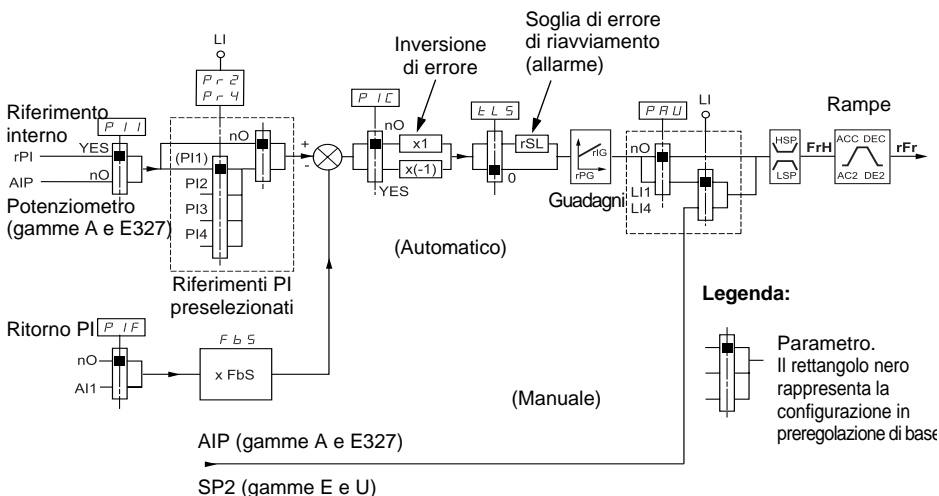 Soglia di errore
di riavviamento
(allarme)
Inversione
di errore
LI
Pr2
Pr4
Riferimento
interno
PII
YES
rPI
nO
AIP
Potenziometro
(gamme A e E327)
nO
(PI1)
PI2
PI3
PI4
Riferimenti PI
preselezionati
+
-
PIC
nO
x1
x(-1)
YES
tLS
rSL
0
rIG
rPG
Guadagni
PAU
LI
nO
LI1
LI4
HSP
LSP
FrH
Rampe
ACC DEC
AC2 DE2
rFr
(Automatico)
Ritorno PI
PIF
nO
AI1
FbS
x FbS
(Manuale)
AIP (gamme A e E327)
SP2 (gamme E e U)
Legenda:
Parametro.
Il rettangolo nero
rappresenta la
configurazione in
preregolazione di base